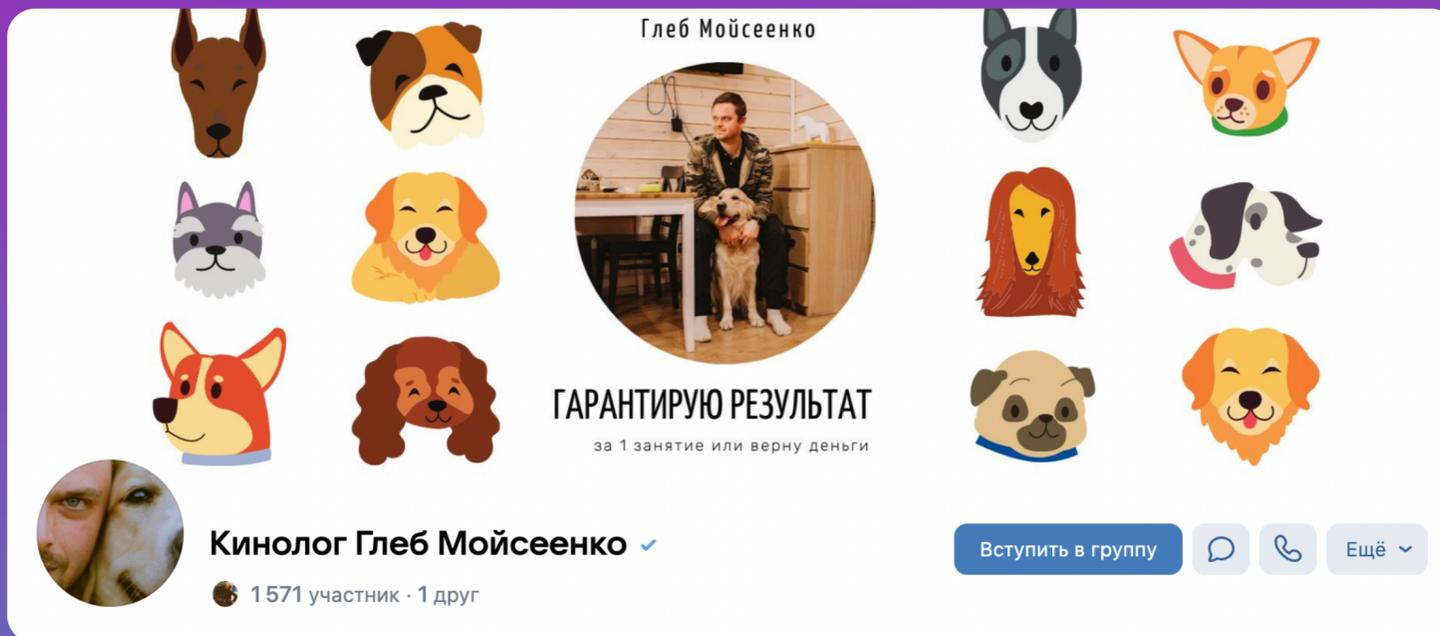 Глеб Мойсеенко
ГАРАНТИРУЮ РЕЗУЛЬТАТ
за 1 занятие или верну деньги
Кинолог Глеб Мойсеенко
1 571 участник · 1 друг
Вступить в группу
Ещё